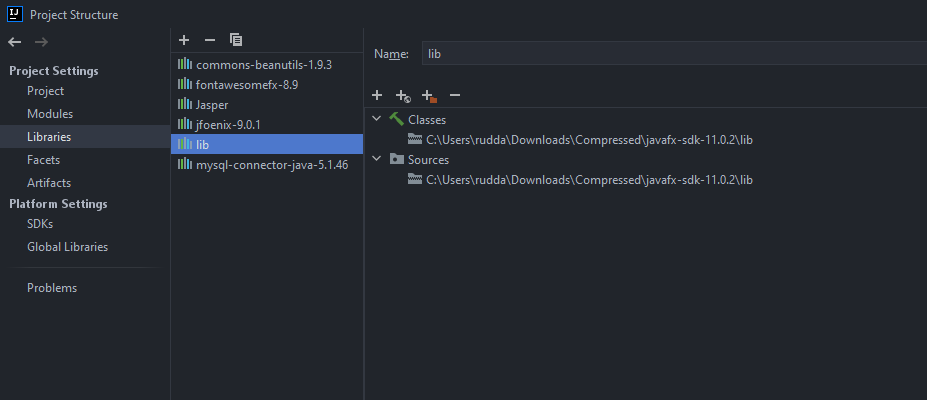 IJ
Project Structure
Project Settings
Project
Modules
Libraries
Facets
Artifacts
Platform Settings
SDKs
Global Libraries
Problems
commons-beanutils-1.9.3
fontawesomefx-8.9
Jasper
jfoenix-9.0.1
lib
mysql-connector-java-5.1.46
Name: lib
Classes
C:\Users\rudda\Downloads\Compressed\javafx-sdk-11.0.2\lib
Sources
C:\Users\rudda\Downloads\Compressed\javafx-sdk-11.0.2\lib